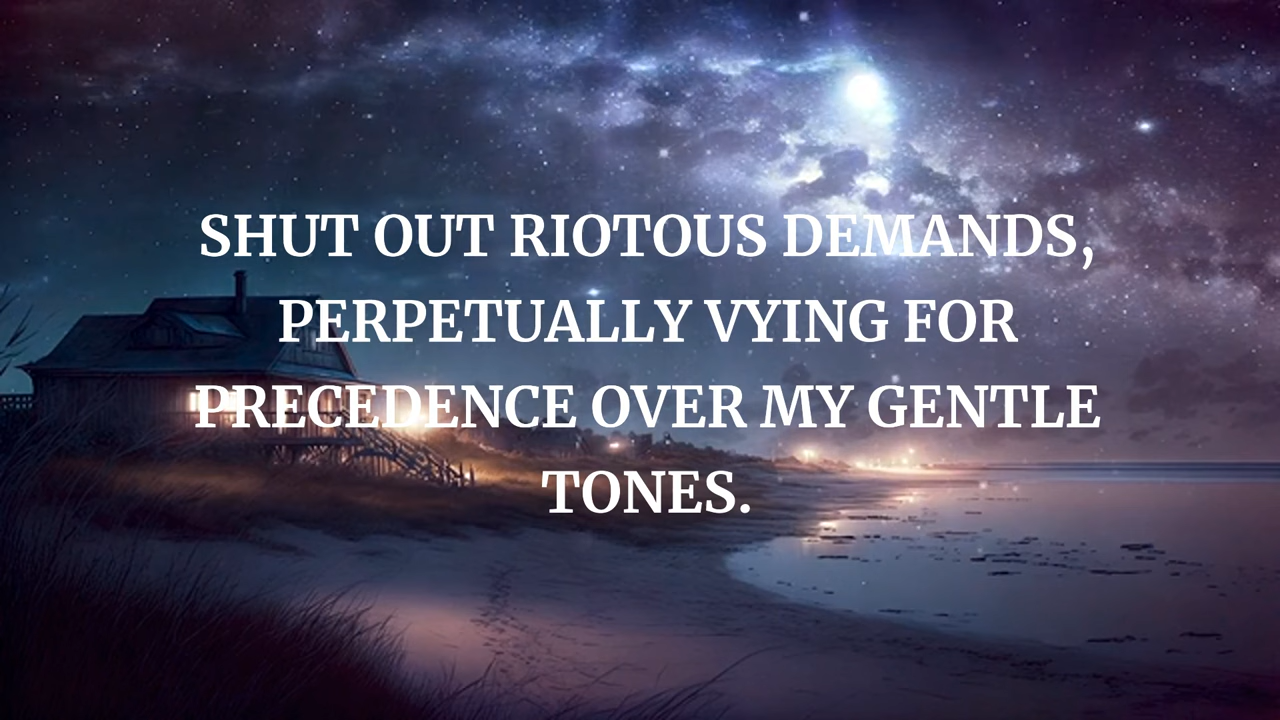 SHUT OUT RIOTOUS DEMANDS,
PERPETUALLY VYING FOR
PRECEDENCE OVER MY GENTLE
TONES.